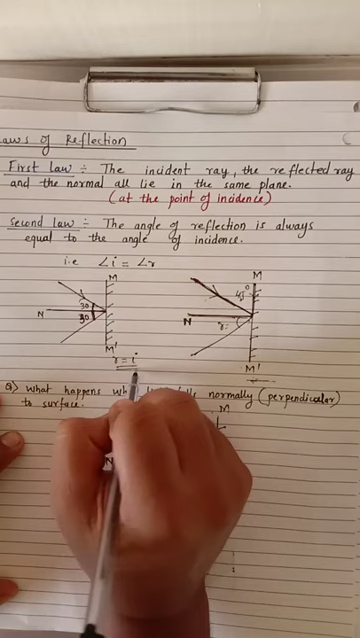 Laws of Reflection
First Law :- The incident ray, the reflected ray
and the normal all lie in the same plane.
(at the point of incidence)
Second law :- The angle of reflection is always
equal to the angle of incidence.
i.e ∠i = ∠r
M
N
30
30
M'
r = i
M
45°
N
r=
M'
Q) What happens normally (perpendicular)
to surface.
M